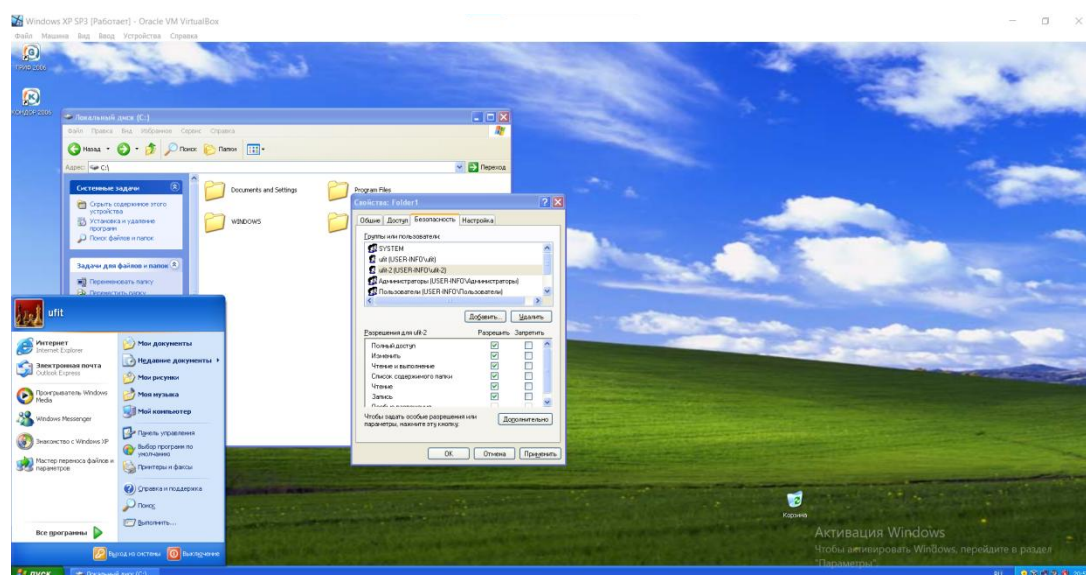 Windows XP SP3 [Работает] - Oracle VM VirtualBox
Файл Машина Вид Ввод Устройства Справка
ГРИФ 2006
КОНДОР 2006
Локальный диск (C:)
Файл Правка Вид Избранное Сервис Справка
Назад Поиск Папки
Адрес: C:\ Переход
Системные задачи
Скрыть содержимое этого
устройства
Установка и удаление
программ
Поиск файлов и папок
Задачи для файлов и папок
Переименовать папку
Переместить папку
Documents and Settings
Program Files
WINDOWS
Свойства: Folder1
Общие Доступ Безопасность Настройка
Группы или пользователи:
SYSTEM
ufit (USER-INFO\ufit)
ufit-2 (USER-INFO\ufit-2)
Администраторы (USER-INFO\Администраторы)
Пользователи (USER-INFO\Пользователи)
Добавить... Удалить
Разрешения для ufit-2 Разрешить Запретить
Полный доступ
Изменить
Чтение и выполнение
Список содержимого папки
Чтение
Запись
Особые разрешения
Чтобы задать особые разрешения или
параметры, нажмите эту кнопку.
Дополнительно
OK Отмена Применить
ufit
Интернет
Internet Explorer
Электронная почта
Outlook Express
Проигрыватель Windows
Media
Windows Messenger
Знакомство с Windows XP
Мастер переноса файлов и
параметров
Все программы
Мои документы
Недавние документы
Мои рисунки
Моя музыка
Мой компьютер
Панель управления
Выбор программ по
умолчанию
Принтеры и факсы
Справка и поддержка
Поиск
Выполнить...
Выход из системы Выключение
Корзина
Активация Windows
Чтобы активировать Windows, перейдите в раздел
"Параметры".
пуск Локальный диск (C:)